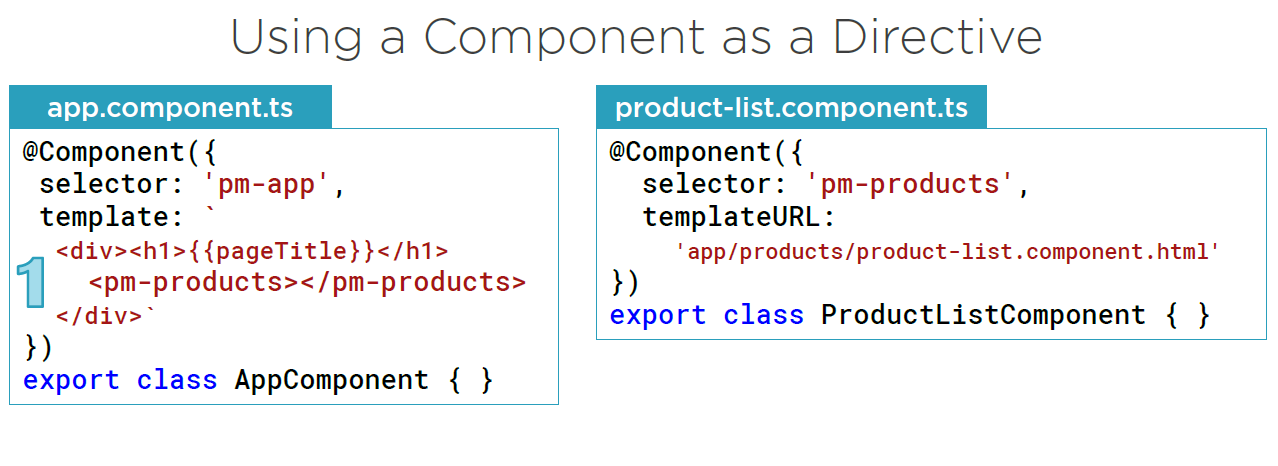 Using a Component as a Directive
app.component.ts
@Component({
selector: 'pm-app',
template: `
<div><h1>{{pageTitle}}</h1>
1
<pm-products></pm-products>
</div>`
})
export class AppComponent { }
product-list.component.ts
@Component({
selector: 'pm-products',
templateURL:
'app/products/product-list.component.html'
})
export class ProductListComponent { }